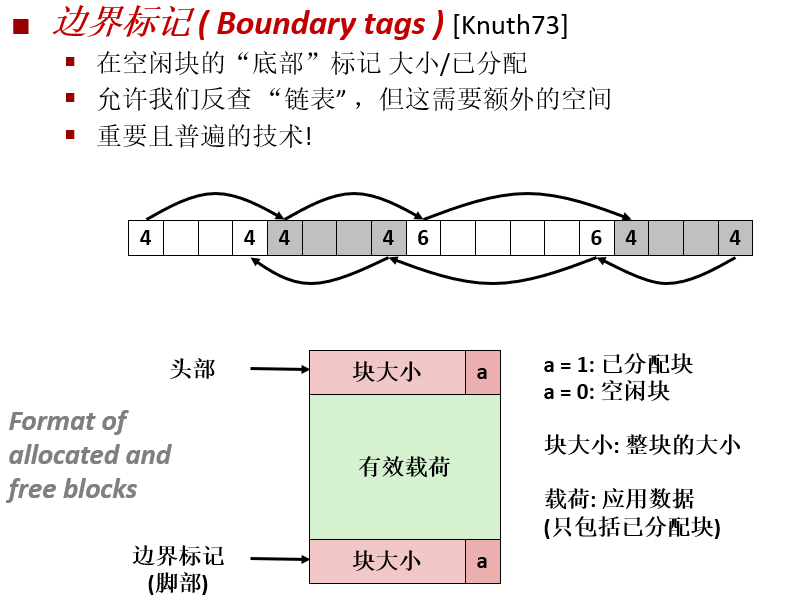 边界标记 ( Boundary tags ) [Knuth73]
在空闲块的“底部”标记 大小/已分配
允许我们反查 “链表” ，但这需要额外的空间
重要且普遍的技术!
4 4 4 4 6 6 4 4
头部
块大小 a
a = 1: 已分配块
a = 0: 空闲块
Format of
allocated and
free blocks
有效载荷
块大小: 整块的大小
载荷: 应用数据
(只包括已分配块)
边界标记
(脚部)
块大小 a